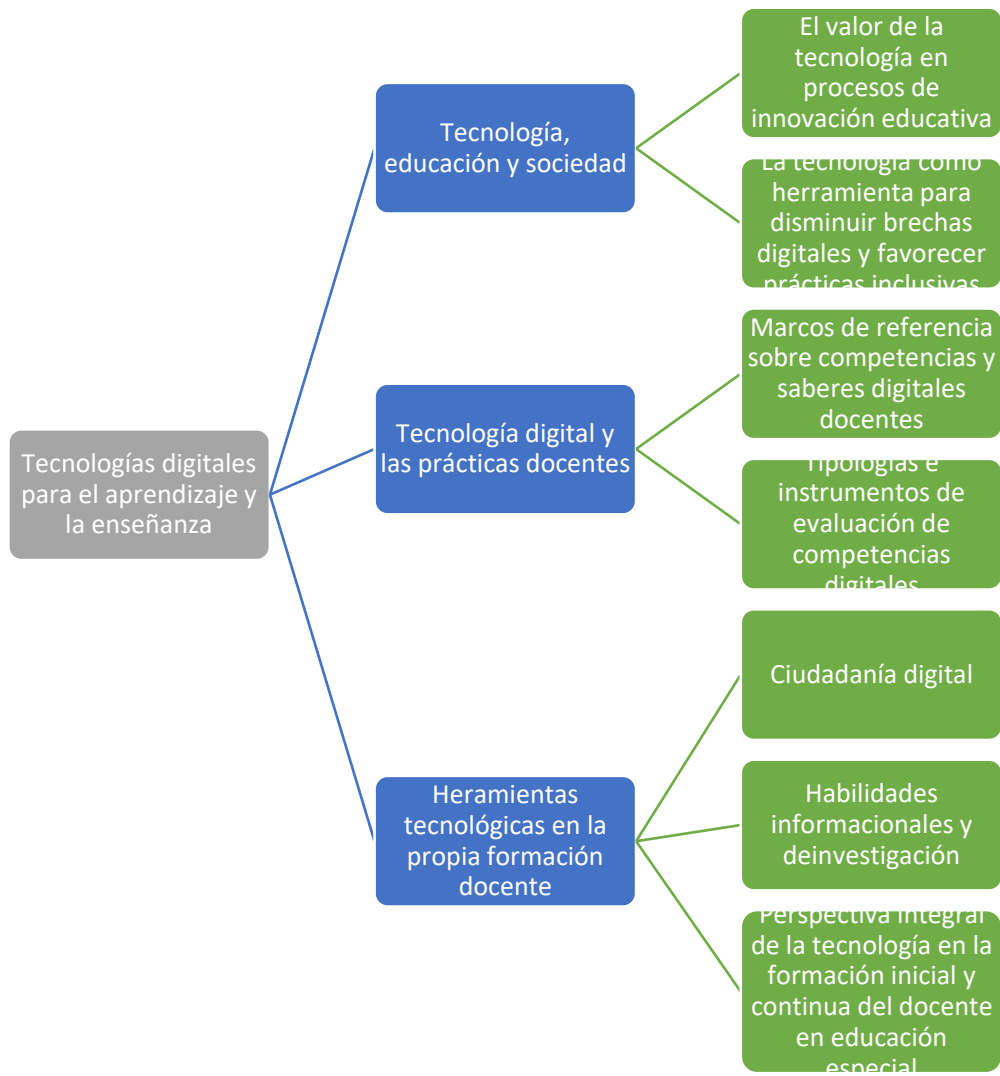 Tecnologías digitales
para el aprendizaje y
la enseñanza
Tecnología,
educación y sociedad
El valor de la
tecnología en
procesos de
innovación educativa
La tecnología como
herramienta para
disminuir brechas
digitales y favorecer
prácticas inclusivas
Tecnología digital y
las prácticas docentes
Marcos de referencia
sobre competencias y
saberes digitales
docentes
Tipologías e
instrumentos de
evaluación de
competencias
digitales
Heramientas
tecnológicas en la
propia formación
docente
Ciudadanía digital
Habilidades
informacionales y
deinvestigación
Perspectiva integral
de la tecnología en la
formación inicial y
continua del docente
en educación
especial